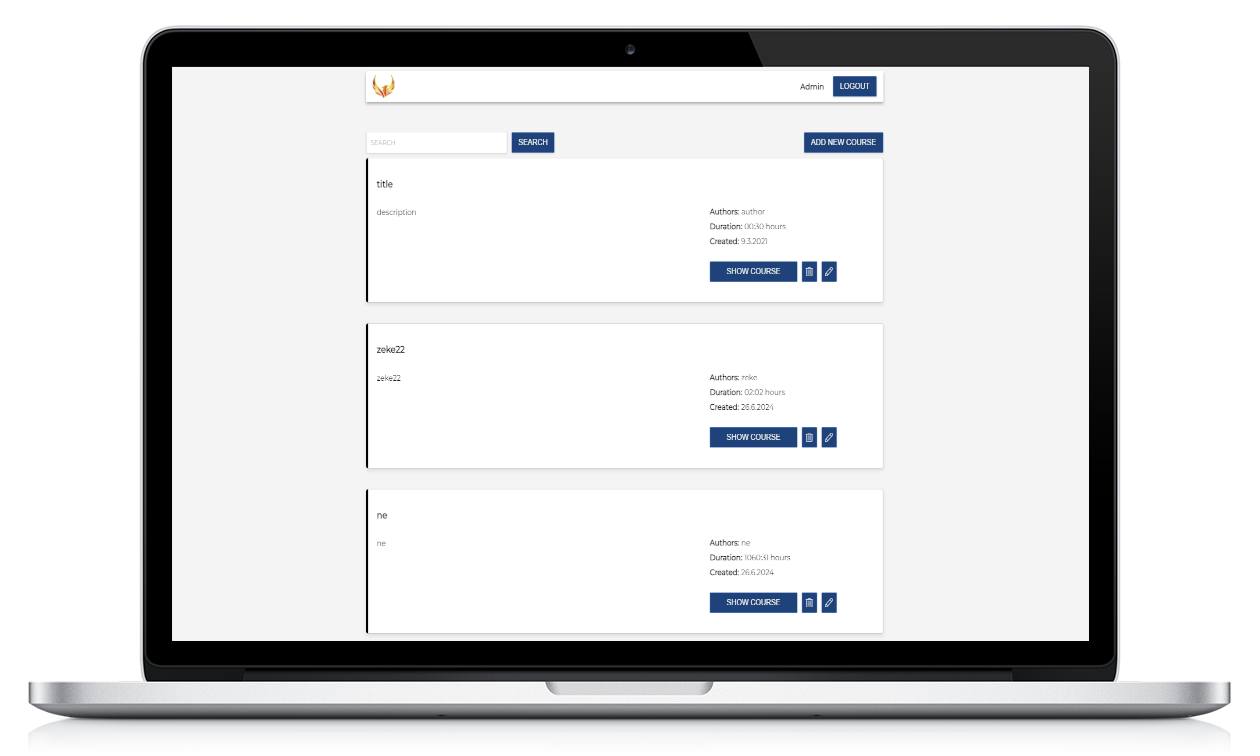 Admin LOGOUT
SEARCH SEARCH ADD NEW COURSE
title
description
Authors: author
Duration: 00:30 hours
Created: 9.3.2021
SHOW COURSE
zeke22
zeke22
Authors: zeke.
Duration: 02:02 hours
Created: 26.6.2024
SHOW COURSE
ne
ne
Authors: ne
Duration: 1060:31 hours
Created: 26.6.2024
SHOW COURSE